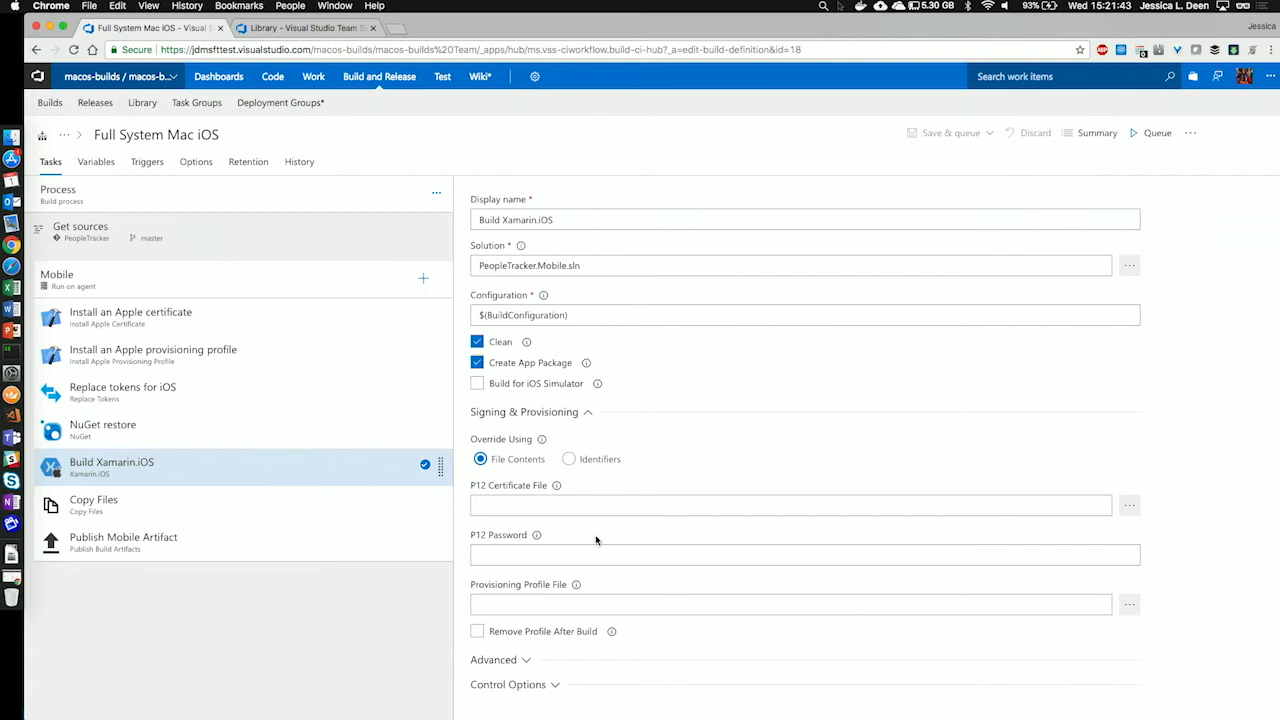 Chrome File Edit View History Bookmarks People Window Help 5.30 GB 93% Wed 15:21:43 Jessica L. Deen
Full System Mac iOS - Visual S Library - Visual Studio Team S Jessica
Secure https://jdmsfttest.visualstudio.com/macos-builds/macos-builds%20Team/_apps/hub/ms.vss-ciworkflow.build-ci-hub?_a=edit-build-definition&id=18
macos-builds / macos-b... Dashboards Code Work Build and Release Test Wiki* Search work items
Builds Releases Library Task Groups Deployment Groups*
... > Full System Mac iOS Save & queue Discard Summary Queue ...
Tasks Variables Triggers Options Retention History
Process
Build process
Get sources
PeopleTracker master
Mobile
Run on agent
Install an Apple certificate
Install Apple Certificate
Install an Apple provisioning profile
Install Apple Provisioning Profile
Replace tokens for iOS
Replace Tokens
NuGet restore
NuGet
Build Xamarin.iOS
Xamarin.iOS
Copy Files
Copy Files
Publish Mobile Artifact
Publish Build Artifacts
Display name *
Build Xamarin.iOS
Solution *
PeopleTracker.Mobile.sln
Configuration *
$(BuildConfiguration)
Clean
Create App Package
Build for iOS Simulator
Signing & Provisioning
Override Using
File Contents Identifiers
P12 Certificate File
P12 Password
Provisioning Profile File
Remove Profile After Build
Advanced
Control Options